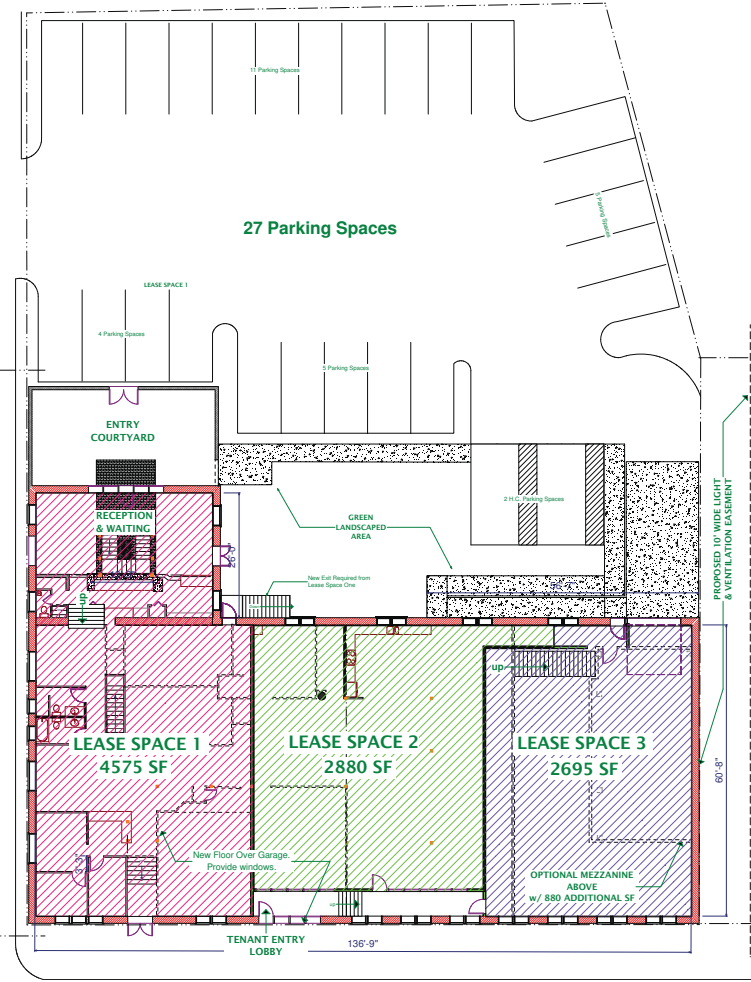 11 Parking Spaces
5 Parking Spaces
27 Parking Spaces
LEASE SPACE 1
4 Parking Spaces
5 Parking Spaces
ENTRY
COURTYARD
RECEPTION
& WAITING
26'-0"
GREEN
LANDSCAPED
AREA
2 H.C. Parking Spaces
PROPOSED 10' WIDE LIGHT
& VENTILATION EASEMENT
New Exit Required from
Lease Space One
up
up
LEASE SPACE 1
4575 SF
LEASE SPACE 2
2880 SF
LEASE SPACE 3
2695 SF
60'-8"
New Floor Over Garage.
Provide windows.
3'-3"
OPTIONAL MEZZANINE
ABOVE
w/ 880 ADDITIONAL SF
up
TENANT ENTRY
LOBBY
136'-9"